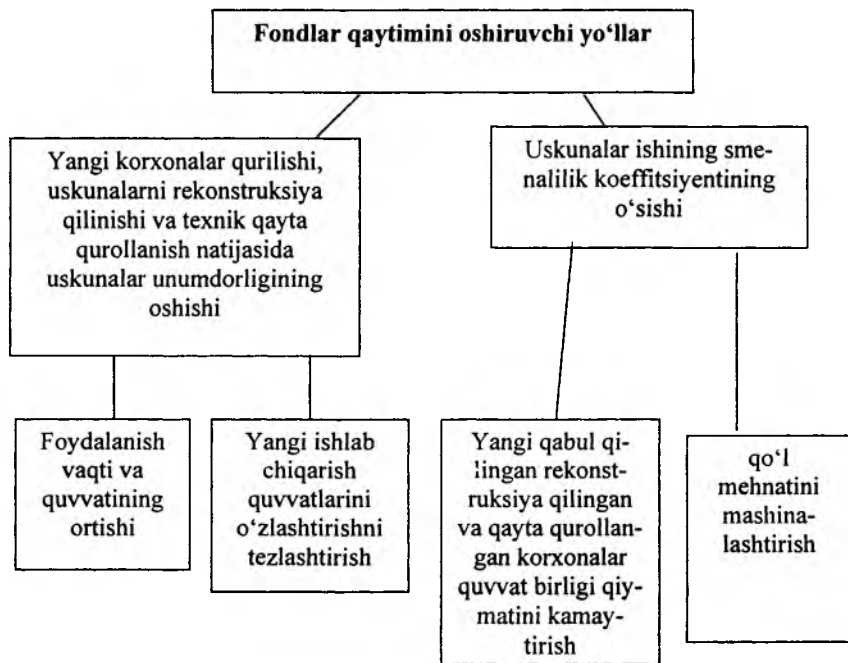 Fondlar qaytimini oshiruvchi yo‘llar
Yangi korxonalar qurilishi,
uskunalarni rekonstruksiya
qilinishi va texnik qayta
qurollanish natijasida
uskunalar unumdorligining
oshishi
Uskunalar ishining sme-
nalilik koeffitsiyentining
o‘sishi
Foydalanish
vaqti va
quvvatining
ortishi
Yangi ishlab
chiqarish
quvvatlarini
o‘zlashtirishni
tezlashtirish
Yangi qabul qi-
lingan rekonst-
ruksiya qilingan
va qayta qurollan-
gan korxonalar
quvvat birligi qiy-
matini kamay-
tirish
qo‘l
mehnatini
mashina-
lashtirish